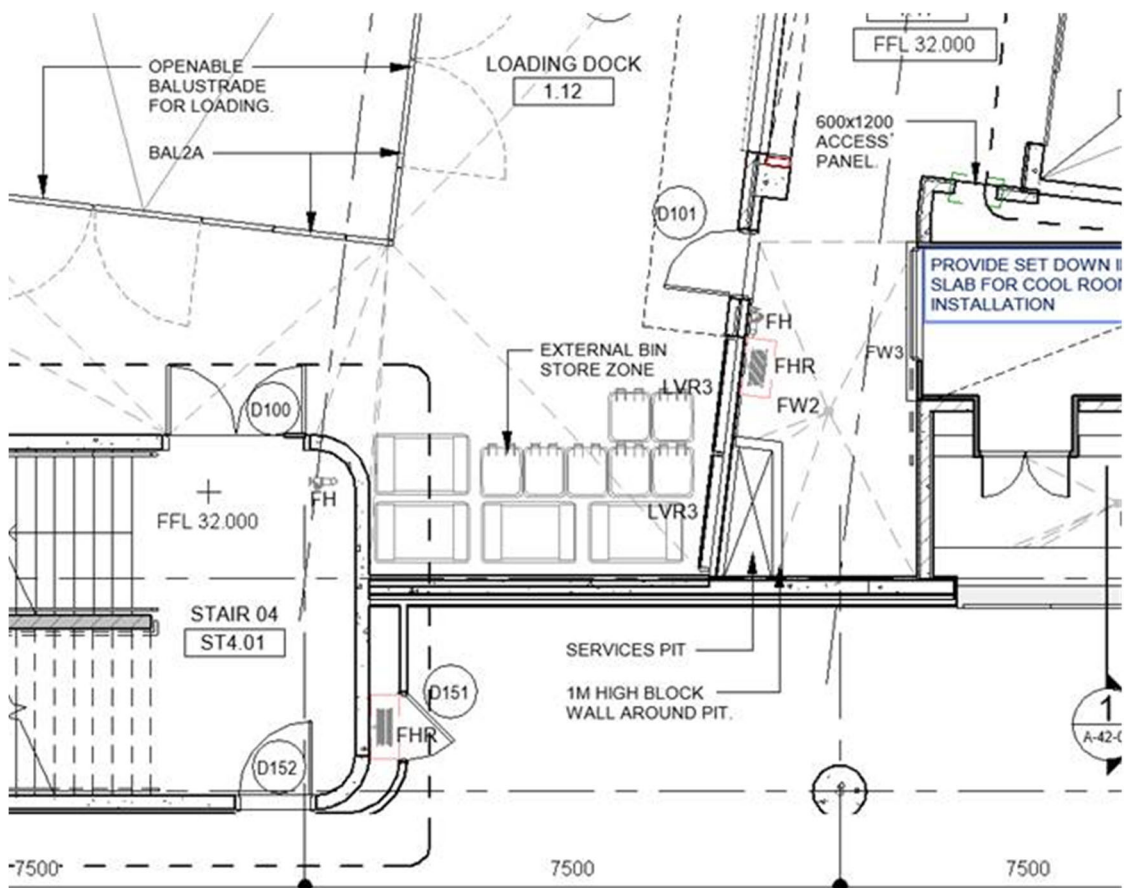 OPENABLE
BALUSTRADE
FOR LOADING.
BAL2A
LOADING DOCK
1.12
FFL 32.000
600x1200
ACCESS
PANEL.
D101
PROVIDE SET DOWN
SLAB FOR COOL
INSTALLATION
FH
FHR
FW3
FW2
EXTERNAL BIN
STORE ZONE
LVR3
D100
FH
FFL 32.000
LVR3
STAIR 04
ST4.01
SERVICES PIT
1M HIGH BLOCK
WALL AROUND PIT.
D151
FHR
D152
1
7500
7500
7500